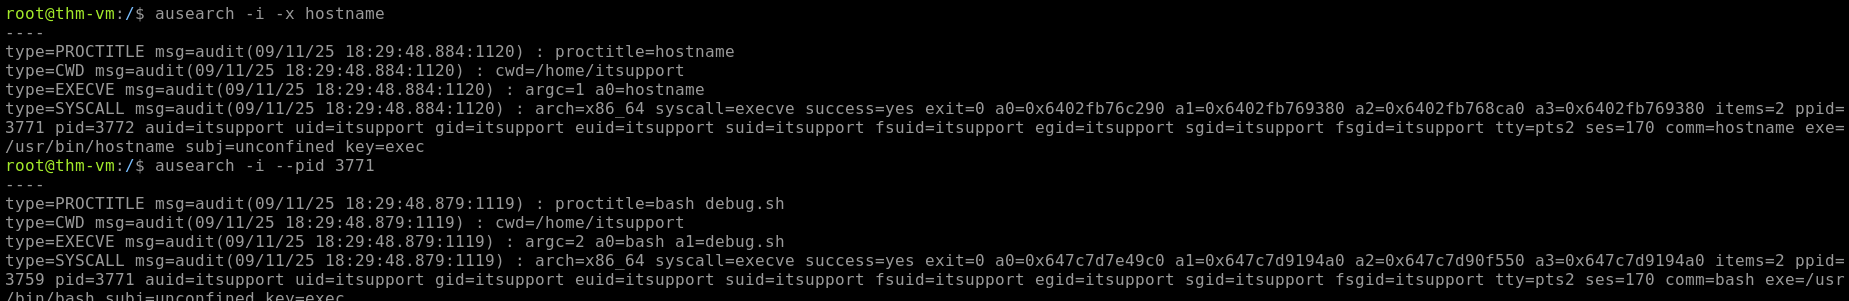 root@thm-vm:/$ ausearch -i -x hostname
----
type=PROCTITLE msg=audit(09/11/25 18:29:48.884:1120) : proctitle=hostname
type=CWD msg=audit(09/11/25 18:29:48.884:1120) : cwd=/home/itsupport
type=EXECVE msg=audit(09/11/25 18:29:48.884:1120) : argc=1 a0=hostname
type=SYSCALL msg=audit(09/11/25 18:29:48.884:1120) : arch=x86_64 syscall=execve success=yes exit=0 a0=0x6402fb76c290 a1=0x6402fb769380 a2=0x6402fb768ca0 a3=0x6402fb769380 items=2 ppid=
3771 pid=3772 auid=itsupport uid=itsupport gid=itsupport euid=itsupport suid=itsupport fsuid=itsupport egid=itsupport sgid=itsupport fsgid=itsupport tty=pts2 ses=170 comm=hostname exe=
/usr/bin/hostname subj=unconfined key=exec
root@thm-vm:/$ ausearch -i --pid 3771
----
type=PROCTITLE msg=audit(09/11/25 18:29:48.879:1119) : proctitle=bash debug.sh
type=CWD msg=audit(09/11/25 18:29:48.879:1119) : cwd=/home/itsupport
type=EXECVE msg=audit(09/11/25 18:29:48.879:1119) : argc=2 a0=bash a1=debug.sh
type=SYSCALL msg=audit(09/11/25 18:29:48.879:1119) : arch=x86_64 syscall=execve success=yes exit=0 a0=0x647c7d7e49c0 a1=0x647c7d9194a0 a2=0x647c7d90f550 a3=0x647c7d9194a0 items=2 ppid=
3759 pid=3771 auid=itsupport uid=itsupport gid=itsupport euid=itsupport suid=itsupport fsuid=itsupport egid=itsupport sgid=itsupport fsgid=itsupport tty=pts2 ses=170 comm=bash exe=/usr
/bin/bash subj=unconfined key=exec